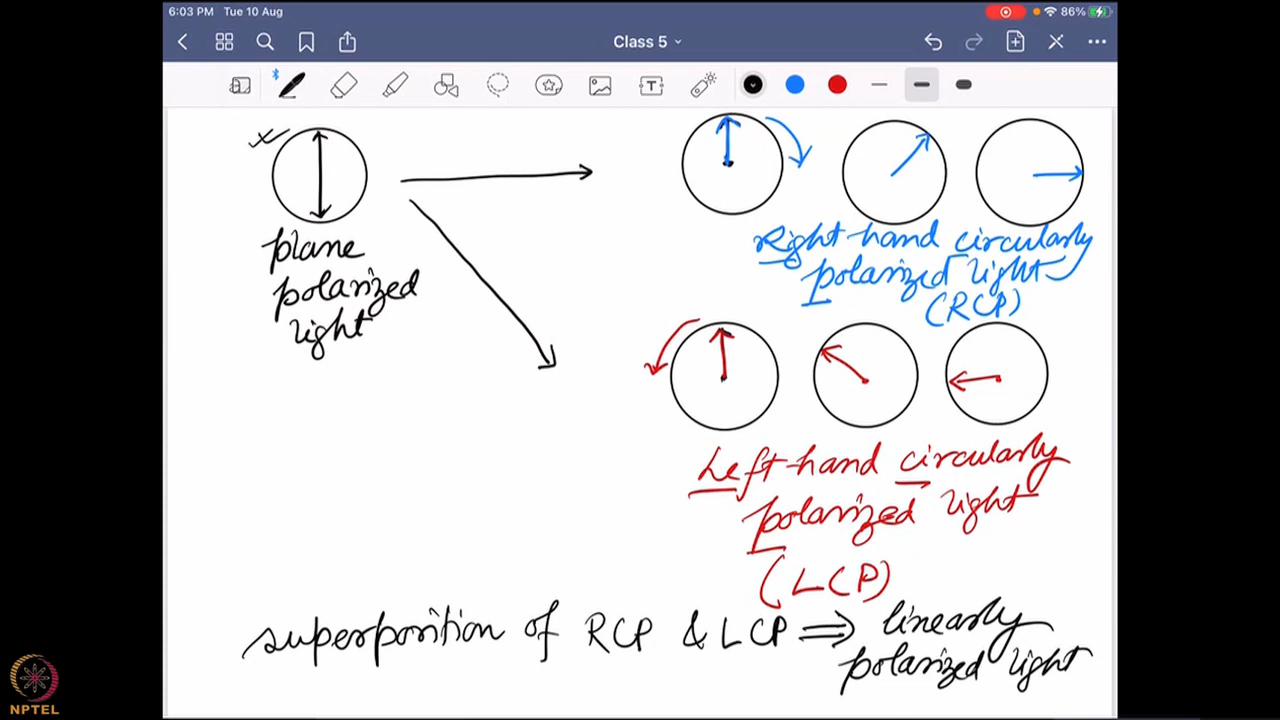 6:03 PM Tue 10 Aug
86%
Class 5
T
plane
polarized
light
Right-hand circularly
polarized light
(RCP)
Left-hand circularly
polarized light
(LCP)
superposition of RCP & LCP ⇒ linearly
polarized light
NPTEL